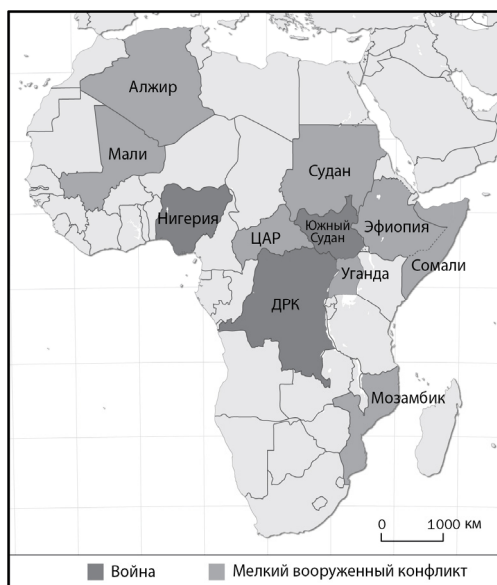 Алжир
Мали
Судан
Нигерия
ЦАР
Южный
Судан
Эфиопия
Уганда
Сомали
ДРК
Мозамбик
0 1000 км
Война
Мелкий вооруженный конфликт